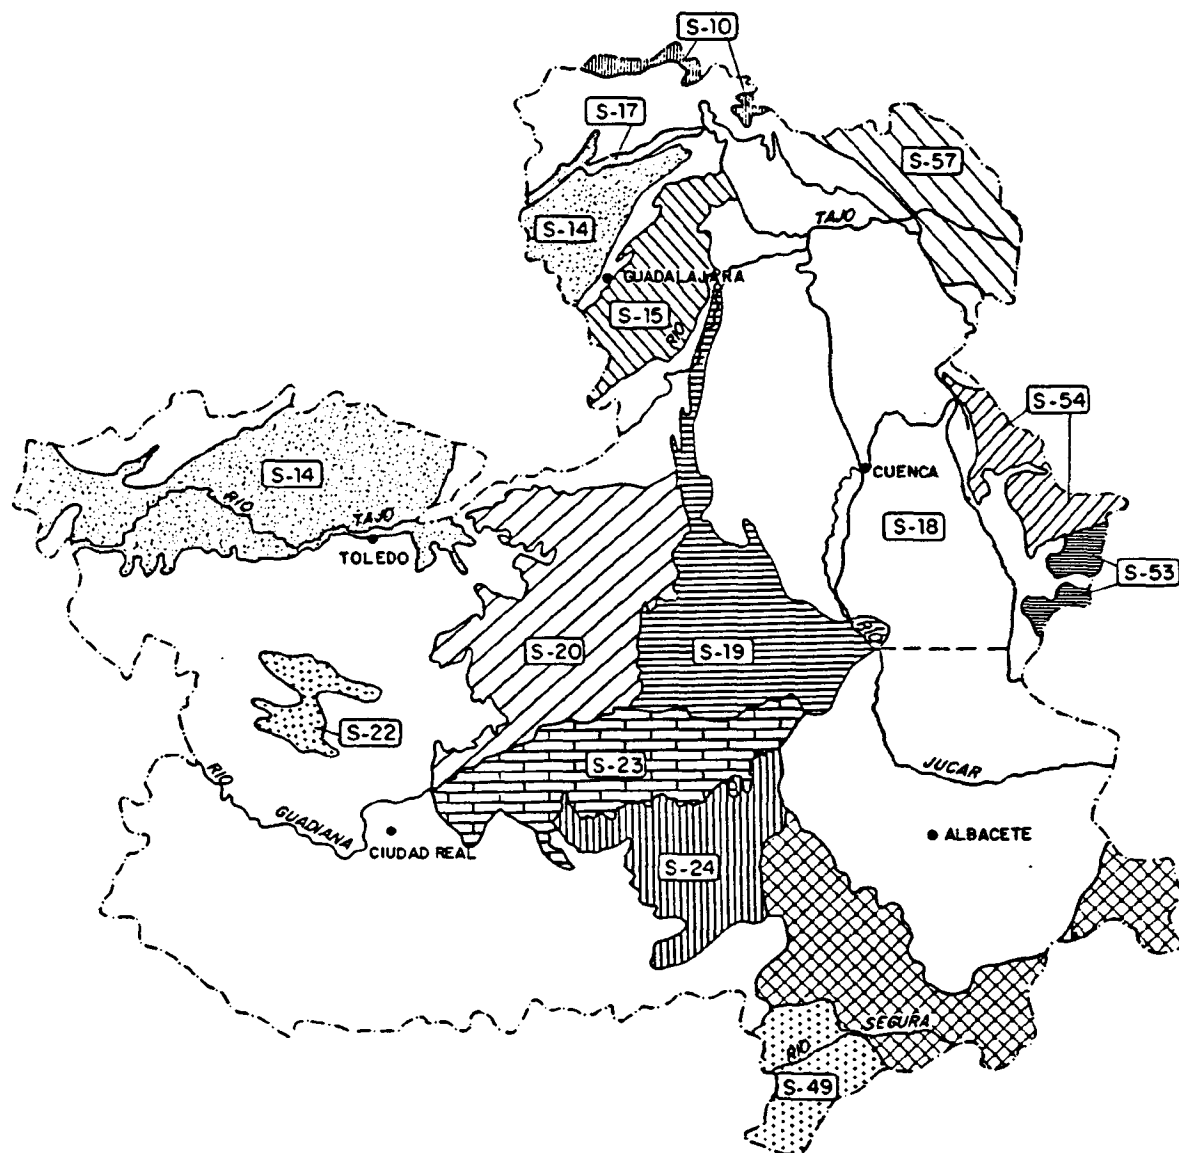 S-10
S-17
S-57
S-14
TAJO
GUADALAJARA
S-15
RIO
S-54
S-14
CUENCA
RIO
TAJO
S-18
TOLEDO
S-53
S-20
S-19
S-22
S-23
JUCAR
RIO
GUADIANA
CIUDAD REAL
ALBACETE
S-24
SEGURA
RIO
S-49